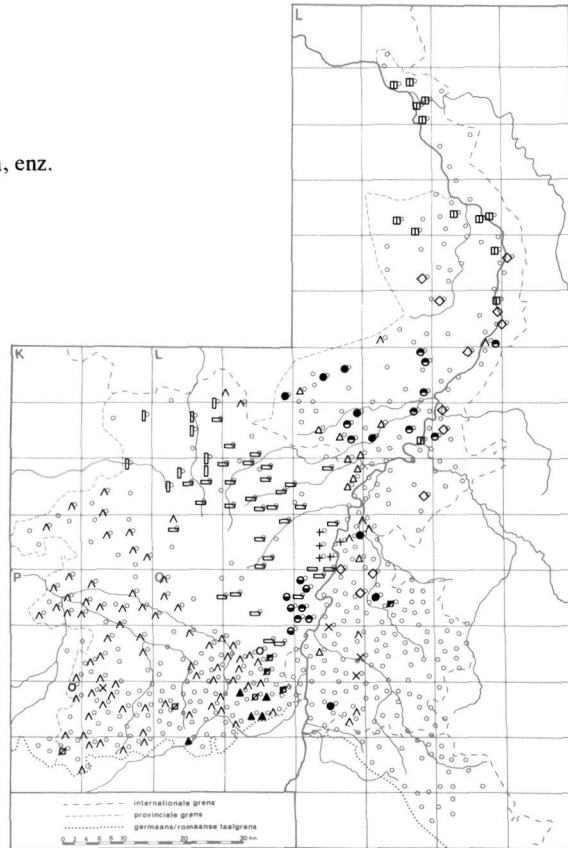 L
, enz.
K
L
P
Q
internationale grens
provinciale grens
germaans/romaanse taalgrens
0 2 4 6 8 10 20 30 Km